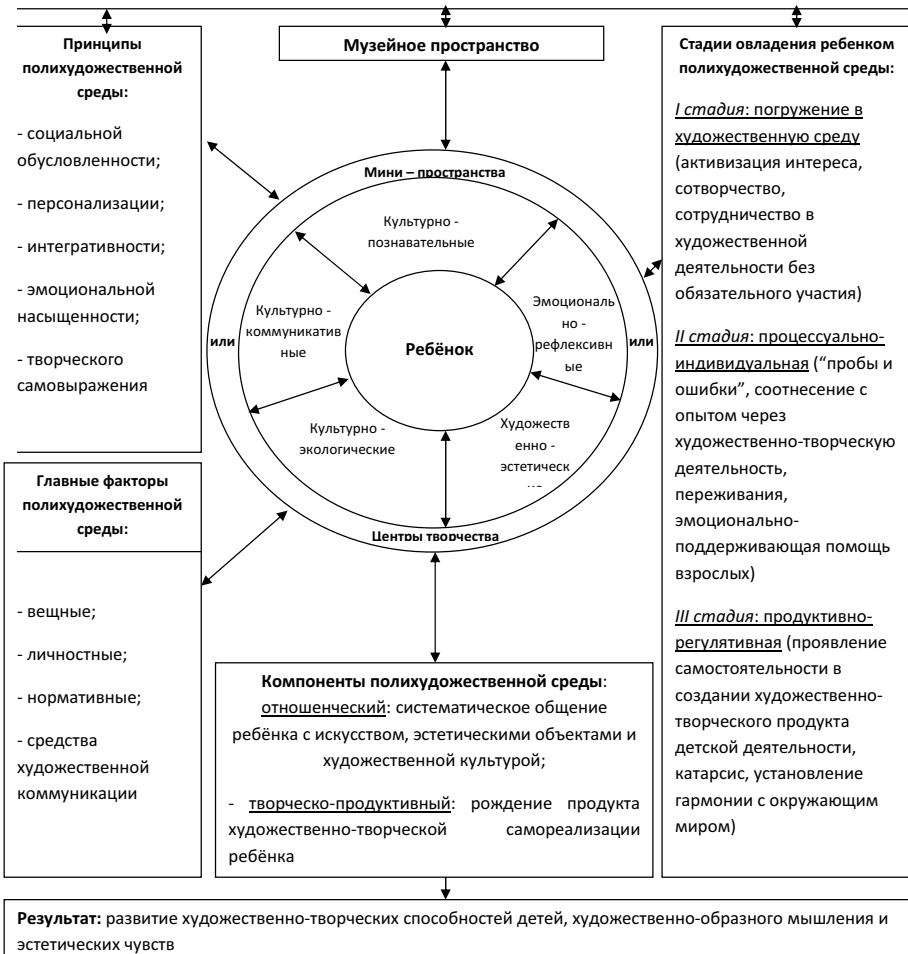 Принципы
полихудожественной
среды:
- социальной
обусловленности;
- персонализации;
- интегративности;
- эмоциональной
насыщенности;
- творческого
самовыражения
Главные факторы
полихудожественной
среды:
- вещные;
- личностные;
- нормативные;
- средства
художественной
коммуникации
Музейное пространство
Мини – пространства
Культурно -
познавательные
Культурно -
коммуникатив
ные
Эмоциональ
но -
рефлексивн
ые
или
Ребёнок
или
Культурно -
экологические
Художеств
енно -
эстетическ
Центры творчества
Компоненты полихудожественной среды:
отношенческий: систематическое общение
ребёнка с искусством, эстетическими объектами и
художественной культурой;
- творческо-продуктивный: рождение продукта
художественно-творческой самореализации
ребёнка
Стадии овладения ребенком
полихудожественной среды:
I стадия: погружение в
художественную среду
(активизация интереса,
сотворчество,
сотрудничество в
художественной
деятельности без
обязательного участия)
II стадия: процессуально-
индивидуальная (“пробы и
ошибки”, соотнесение с
опытом через
художественно-творческую
деятельность,
переживания,
эмоционально-
поддерживающая помощь
взрослых)
III стадия: продуктивно-
регулятивная (проявление
самостоятельности в
создании художественно-
творческого продукта
детской деятельности,
катарсис, установление
гармонии с окружающим
миром)
Результат: развитие художественно-творческих способностей детей, художественно-образного мышления и
эстетических чувств